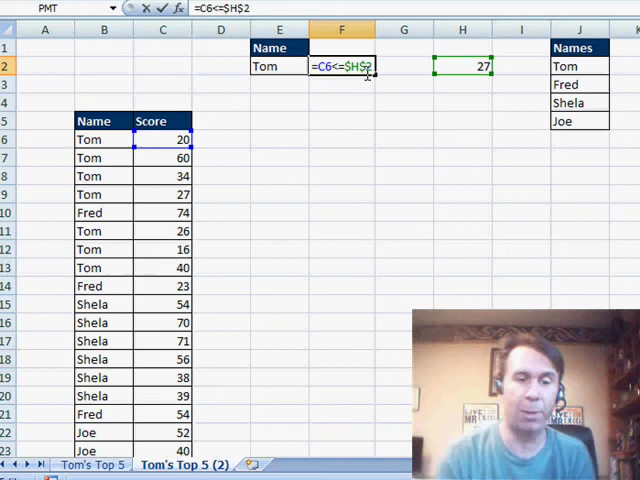 PMT =C6<=$H$2
A B C D E F G H I J K
1 Name Names
2 Tom =C6<=$H$2 27 Tom
3 Fred
4 Shela
5 Name Score Joe
6 Tom 20
7 Tom 60
8 Tom 34
9 Tom 27
10 Fred 74
11 Tom 26
12 Tom 16
13 Tom 40
14 Fred 23
15 Shela 54
16 Shela 70
17 Shela 71
18 Shela 56
19 Shela 38
20 Shela 39
21 Fred 54
22 Joe 52
23 Joe 40
Tom's Top 5 Tom's Top 5 (2)